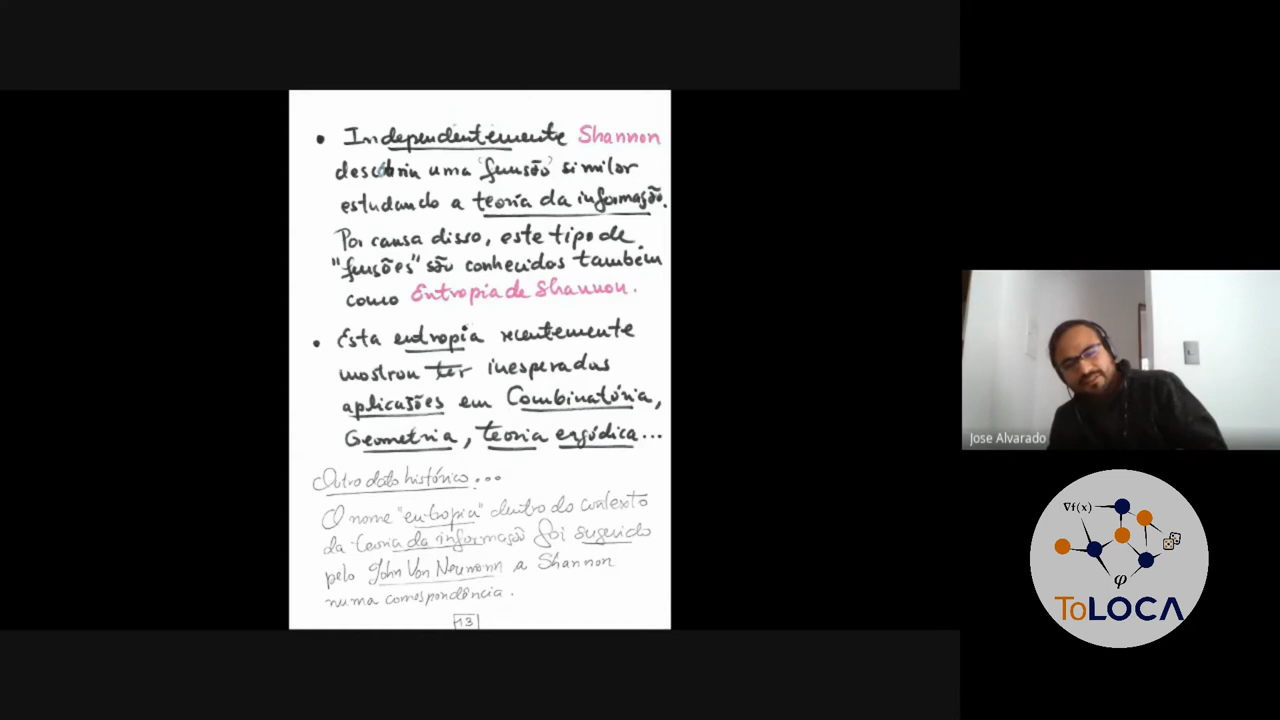 • Independentemente Shannon
descobriu uma 'função' similar
estudando a teoria da informação.
Por causa disso, este tipo de
"funções" são conhecidos também
como Entropia de Shannon.
• Esta entropia recentemente
mostrou ter inesperadas
aplicações em Combinatória,
Geometria, teoria ergódica...
Outro dato histórico...
O nome "entropia" dentro do contexto
da teoria da informação foi sugerido
pelo John Von Neumann a Shannon
numa correspondência.
13
Jose Alvarado
∇f(x)
φ
ToLOCA